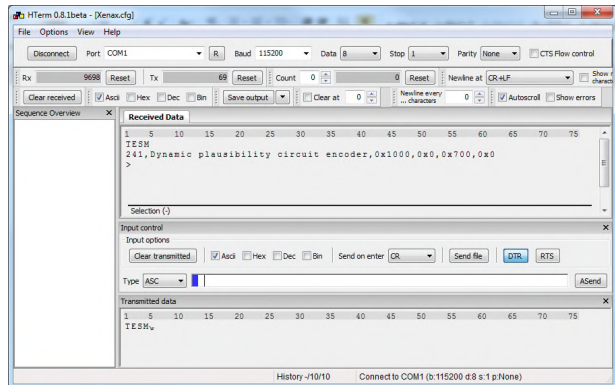 HTerm 0.8.1beta - [Xenax.cfg]
File Options View Help
Disconnect Port COM1 R Baud 115200 Data 8 Stop 1 Parity None CTS Flow control
Rx 9698 Reset Tx 69 Reset Count 0 0 Reset Newline at CR+LF Show
Clear received Ascii Hex Dec Bin Save output Clear at 0 Newline every ... characters 0 Autoscroll Show errors
Sequence Overview X Received Data
1 5 10 15 20 25 30 35 40 45 50 55 60 65 70 75
TESM
241,Dynamic plausibility circuit encoder,0x1000,0x0,0x700,0x0
>
Selection (-)
Input control
Input options
Clear transmitted Ascii Hex Dec Bin Send on enter CR Send file DTR RTS
Type ASC ASend
Transmitted data
1 5 10 15 20 25 30 35 40 45 50 55 60 65 70 75
TESM
History -/10/10 Connect to COM1 (b:115200 d:8 s:1 p:None)